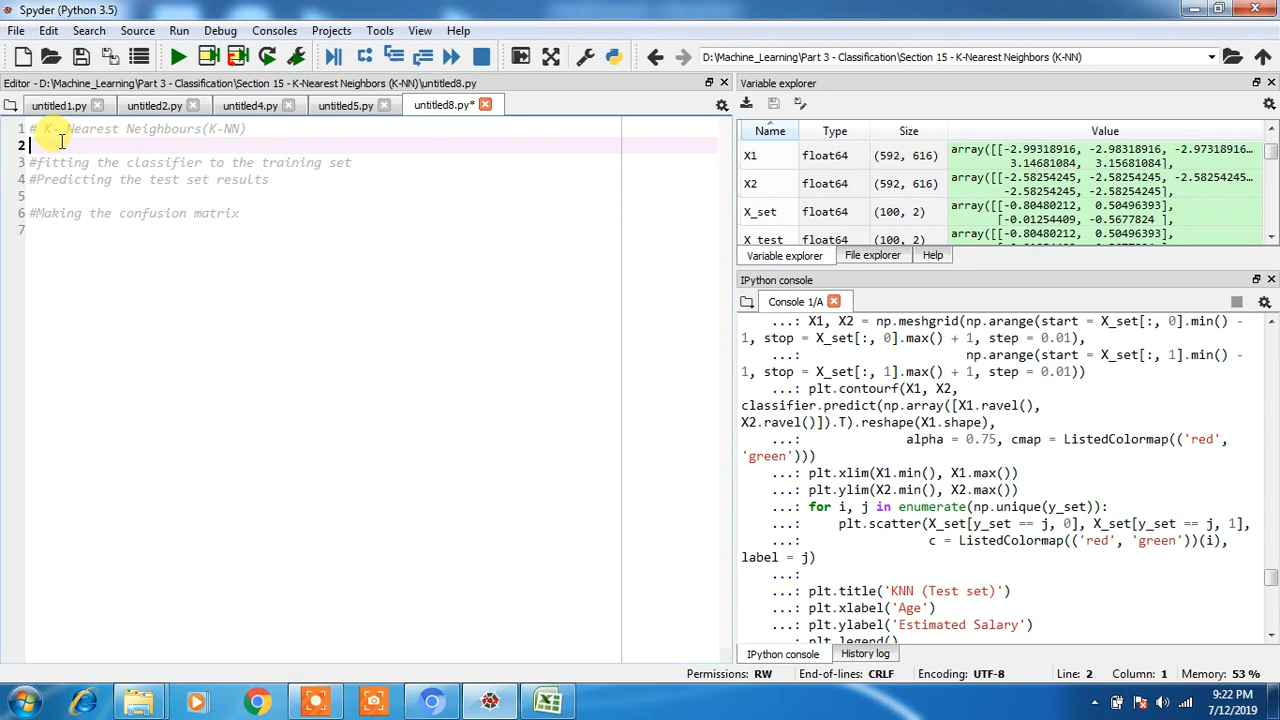 Spyder (Python 3.5)
File Edit Search Source Run Debug Consoles Projects Tools View Help
D:\Machine_Learning\Part 3 - Classification\Section 15 - K-Nearest Neighbors (K-NN)
Editor - D:\Machine_Learning\Part 3 - Classification\Section 15 - K-Nearest Neighbors (K-NN)\untitled8.py
untitled1.py untitled2.py untitled4.py untitled5.py untitled8.py*
1 # K- Nearest Neighbours(K-NN)
2
3 #fitting the classifier to the training set
4 #Predicting the test set results
5
6 #Making the confusion matrix
7
Variable explorer
Name Type Size Value
X1 float64 (592, 616) array([[-2.99318916, -2.98318916, -2.97318916...
3.14681084, 3.15681084],
X2 float64 (592, 616) array([[-2.58254245, -2.58254245, -2.58254245...
-2.58254245, -2.58254245],
X_set float64 (100, 2) array([[-0.80480212, 0.50496393],
[-0.01254409, -0.5677824 ],
X_test float64 (100, 2) array([[-0.80480212, 0.50496393],
Variable explorer File explorer Help
IPython console
Console 1/A
...: X1, X2 = np.meshgrid(np.arange(start = X_set[:, 0].min() -
1, stop = X_set[:, 0].max() + 1, step = 0.01),
...: np.arange(start = X_set[:, 1].min() -
1, stop = X_set[:, 1].max() + 1, step = 0.01))
...: plt.contourf(X1, X2,
classifier.predict(np.array([X1.ravel(),
X2.ravel()]).T).reshape(X1.shape),
...: alpha = 0.75, cmap = ListedColormap(('red',
'green')))
...: plt.xlim(X1.min(), X1.max())
...: plt.ylim(X2.min(), X2.max())
...: for i, j in enumerate(np.unique(y_set)):
...: plt.scatter(X_set[y_set == j, 0], X_set[y_set == j, 1],
...: c = ListedColormap(('red', 'green'))(i),
label = j)
...:
...: plt.title('KNN (Test set)')
...: plt.xlabel('Age')
...: plt.ylabel('Estimated Salary')
...: plt.legend()
IPython console History log
Permissions: RW End-of-lines: CRLF Encoding: UTF-8 Line: 2 Column: 1 Memory: 53 %
9:22 PM
7/12/2019